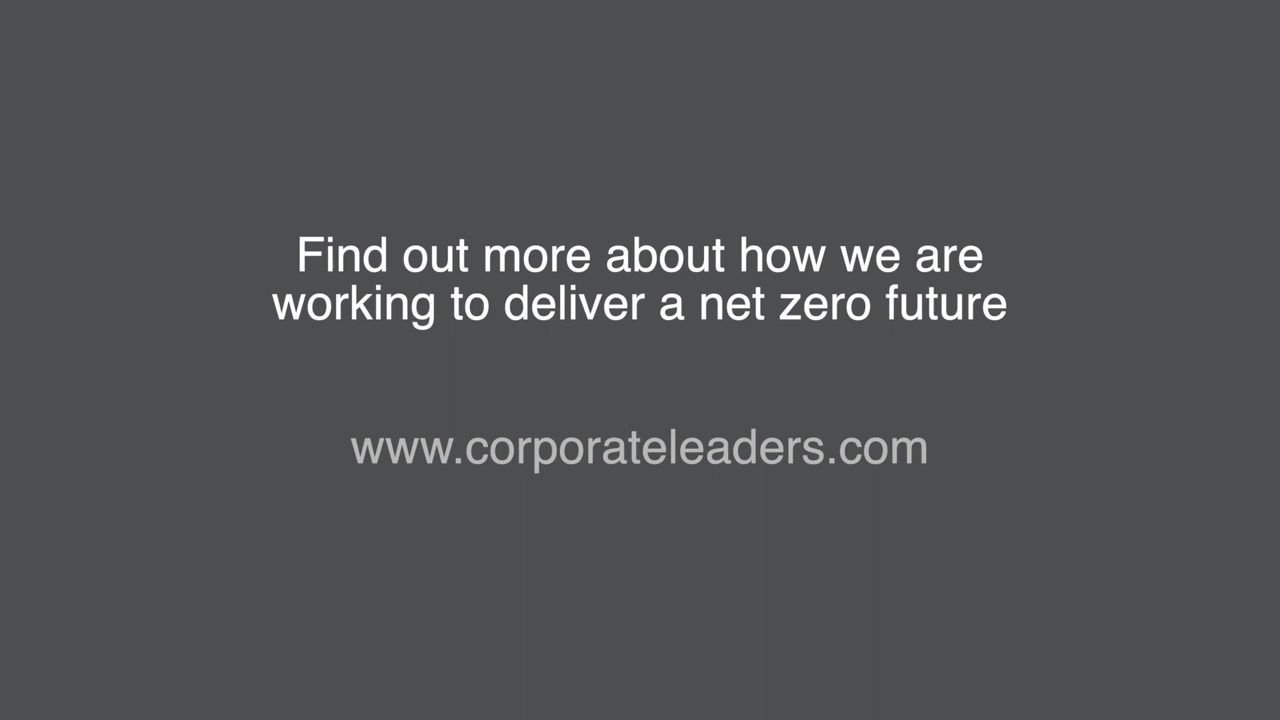 Find out more about how we are
working to deliver a net zero future
www.corporateleaders.com